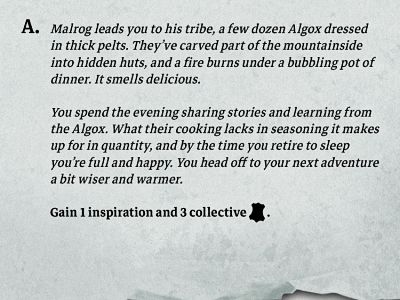 A. Malrog leads you to his tribe, a few dozen Algox dressed
in thick pelts. They’ve carved part of the mountainside
into hidden huts, and a fire burns under a bubbling pot of
dinner. It smells delicious.
You spend the evening sharing stories and learning from
the Algox. What their cooking lacks in seasoning it makes
up for in quantity, and by the time you retire to sleep
you’re full and happy. You head off to your next adventure
a bit wiser and warmer.
Gain 1 inspiration and 3 collective .